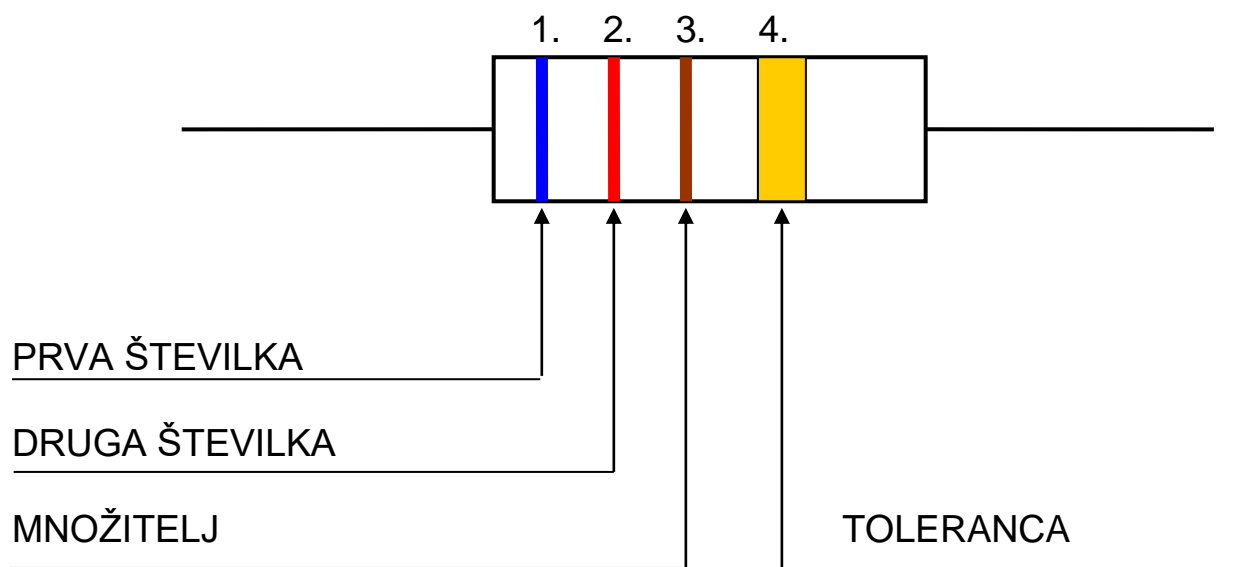 1. 2. 3. 4.
PRVA ŠTEVILKA
DRUGA ŠTEVILKA
MNOŽITELJ TOLERANCA